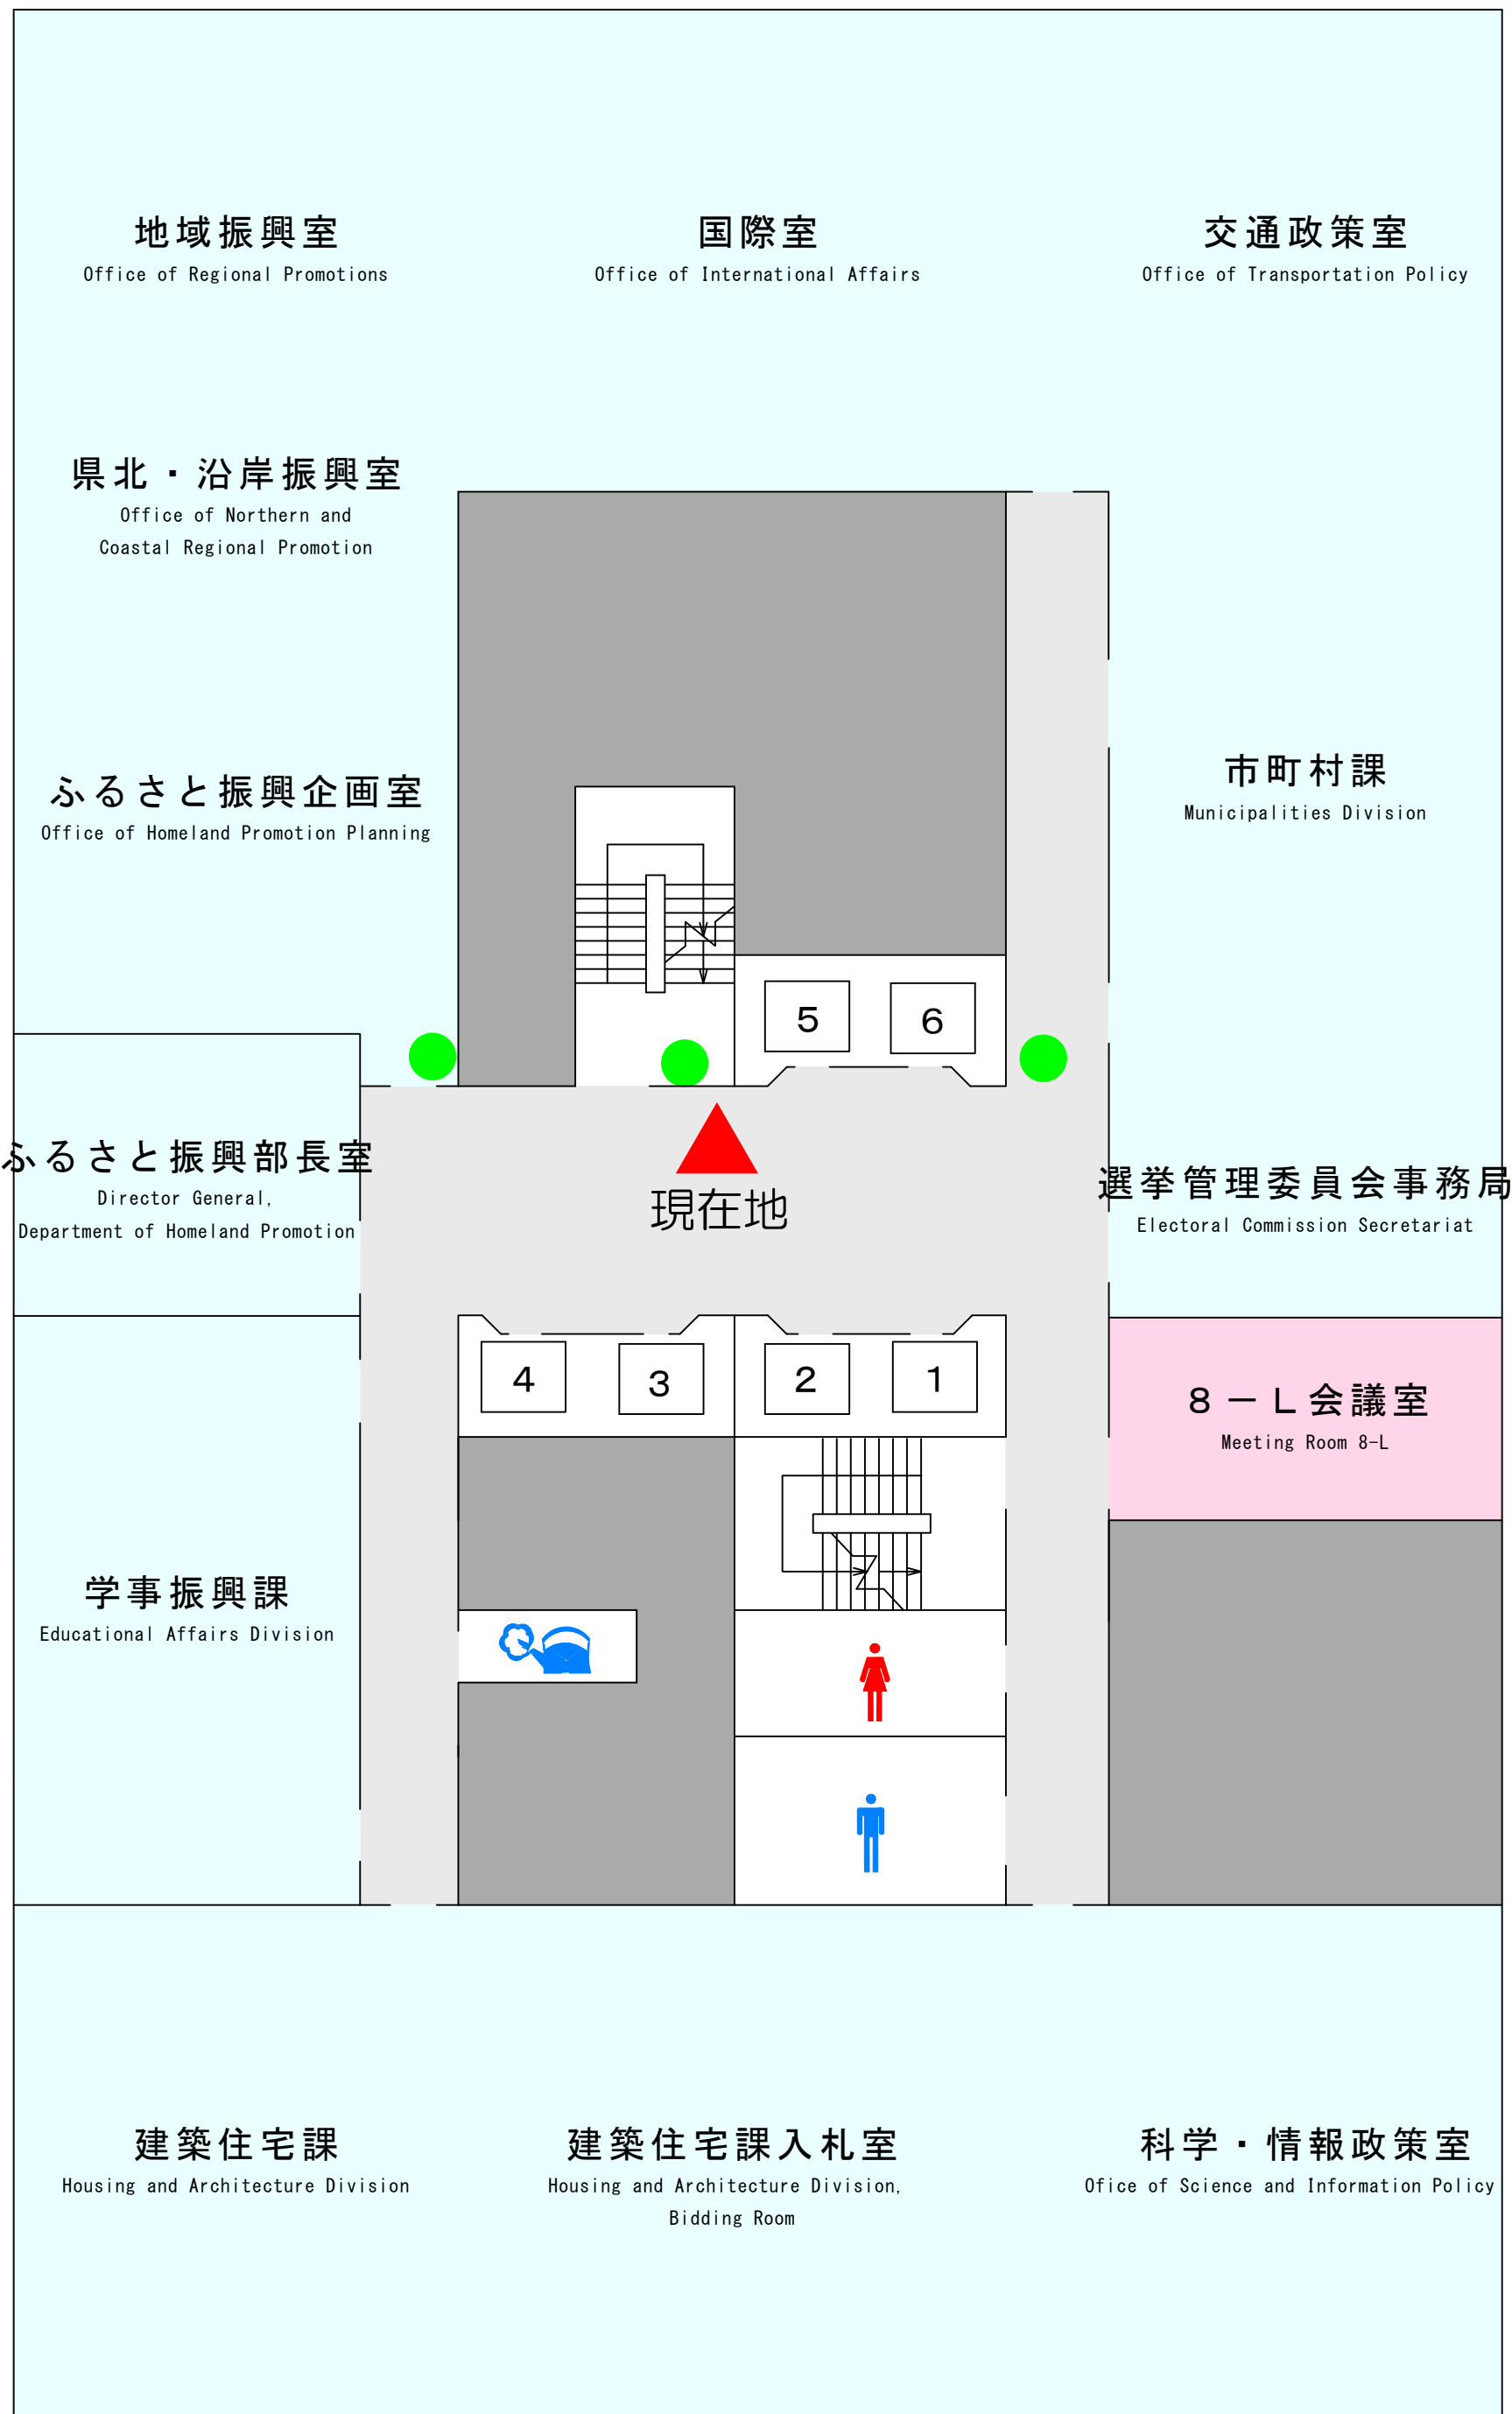 地域振興室
Office of Regional Promotions
国際室
Office of International Affairs
交通政策室
Office of Transportation Policy
県北・沿岸振興室
Office of Northern and
Coastal Regional Promotion
ふるさと振興企画室
Office of Homeland Promotion Planning
市町村課
Municipalities Division
5
6
ふるさと振興部長室
Director General,
Department of Homeland Promotion
現在地
選挙管理委員会事務局
Electoral Commission Secretariat
4
3
2
1
8－L会議室
Meeting Room 8-L
学事振興課
Educational Affairs Division
建築住宅課
Housing and Architecture Division
建築住宅課入札室
Housing and Architecture Division,
Bidding Room
科学・情報政策室
Ofice of Science and Information Policy